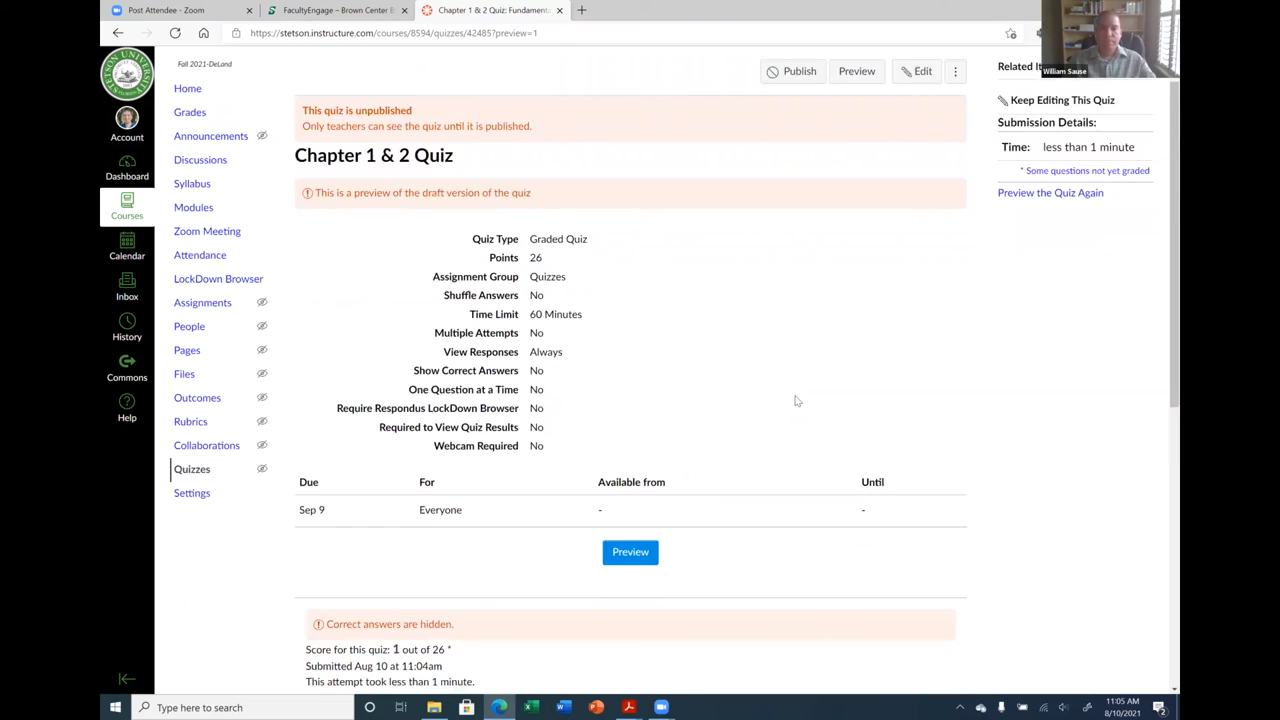 Post Attendee - Zoom
FacultyEngage – Brown Center
Chapter 1 & 2 Quiz: Fundament
https://stetson.instructure.com/courses/8594/quizzes/42485?preview=1
William Sause
STETSON UNIVERSITY
Account
Dashboard
Courses
Calendar
Inbox
History
Commons
Help
Fall 2021-DeLand
Home
Grades
Announcements
Discussions
Syllabus
Modules
Zoom Meeting
Attendance
LockDown Browser
Assignments
People
Pages
Files
Outcomes
Rubrics
Collaborations
Quizzes
Settings
Publish
Preview
Edit
This quiz is unpublished
Only teachers can see the quiz until it is published.
Chapter 1 & 2 Quiz
This is a preview of the draft version of the quiz
Quiz Type Graded Quiz
Points 26
Assignment Group Quizzes
Shuffle Answers No
Time Limit 60 Minutes
Multiple Attempts No
View Responses Always
Show Correct Answers No
One Question at a Time No
Require Respondus LockDown Browser No
Required to View Quiz Results No
Webcam Required No
Due For Available from Until
Sep 9 Everyone - -
Preview
Correct answers are hidden.
Score for this quiz: 1 out of 26 *
Submitted Aug 10 at 11:04am
This attempt took less than 1 minute.
Related It
Keep Editing This Quiz
Submission Details:
Time: less than 1 minute
* Some questions not yet graded
Preview the Quiz Again
Type here to search
11:05 AM
8/10/2021
2